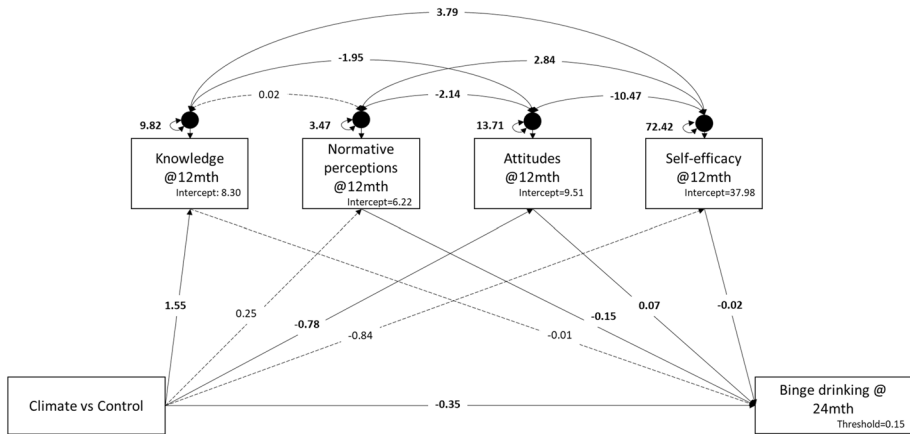 3.79
-1.95
2.84
0.02
-2.14
-10.47
9.82
3.47
13.71
72.42
Knowledge
@12mth
Intercept: 8.30
Normative
perceptions
@12mth
Intercept=6.22
Attitudes
@12mth
Intercept=9.51
Self-efficacy
@12mth
Intercept=37.98
1.55
0.25
-0.78
-0.84
-0.01
-0.15
0.07
-0.02
Climate vs Control
-0.35
Binge drinking @
24mth
Threshold=0.15